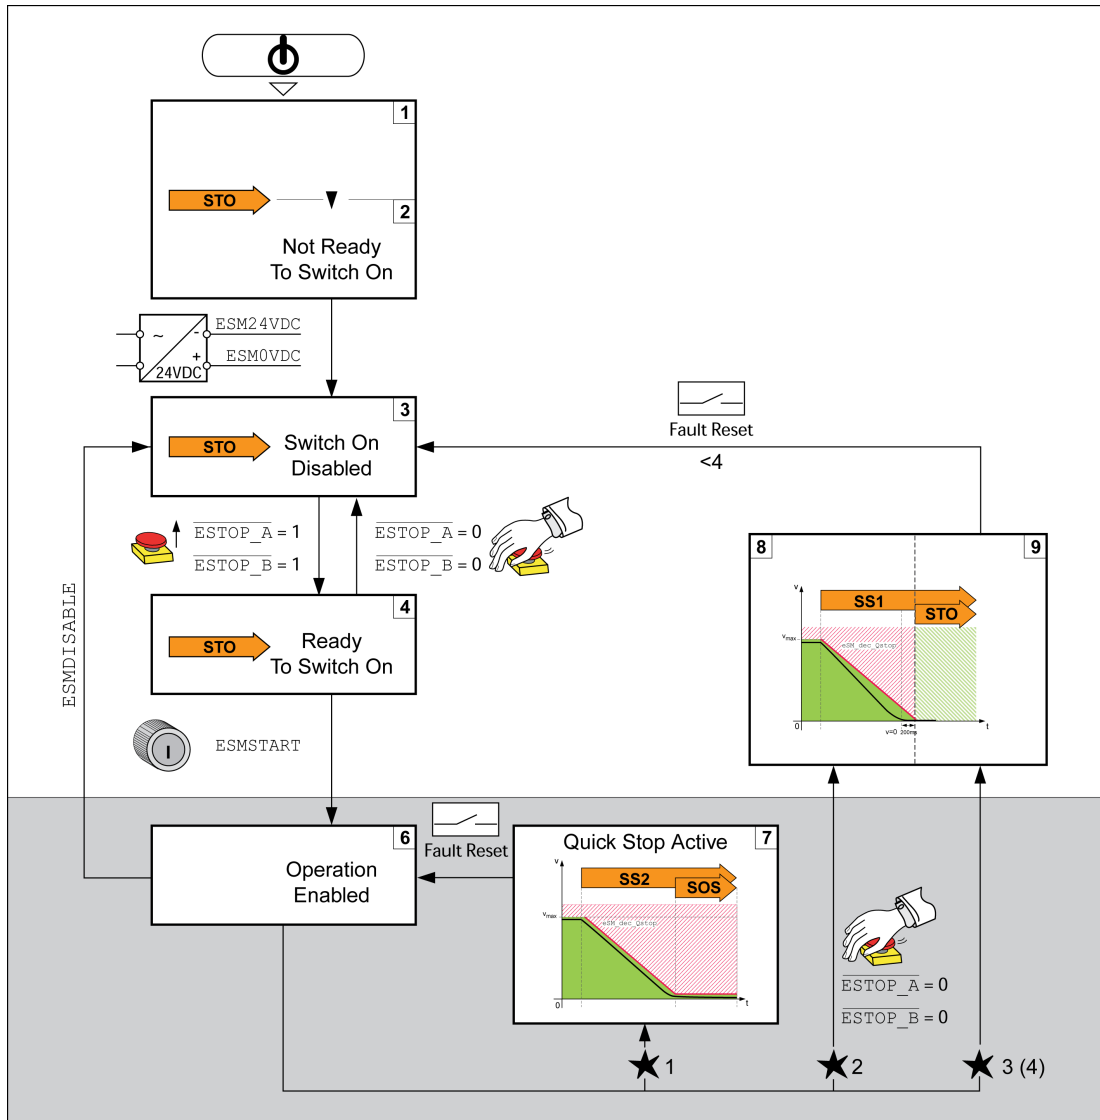 1
STO
2
Not Ready
To Switch On
ESM24VDC
ESM0VDC
~
-
+
24VDC
3
STO
Switch On
Disabled
Fault Reset
<4
ESTOP_A = 1
ESTOP_B = 1
ESTOP_A = 0
ESTOP_B = 0
4
STO
Ready
To Switch On
ESMDISABLE
I
ESMSTART
8
9
v
SS1
STO
vmax
eSM_dec_Qstop
0
v=0
200ms
t
6
Operation
Enabled
Fault Reset
Quick Stop Active
7
v
SS2
SOS
vmax
eSM_dec_Qstop
0
t
ESTOP_A = 0
ESTOP_B = 0
1
2
3 (4)